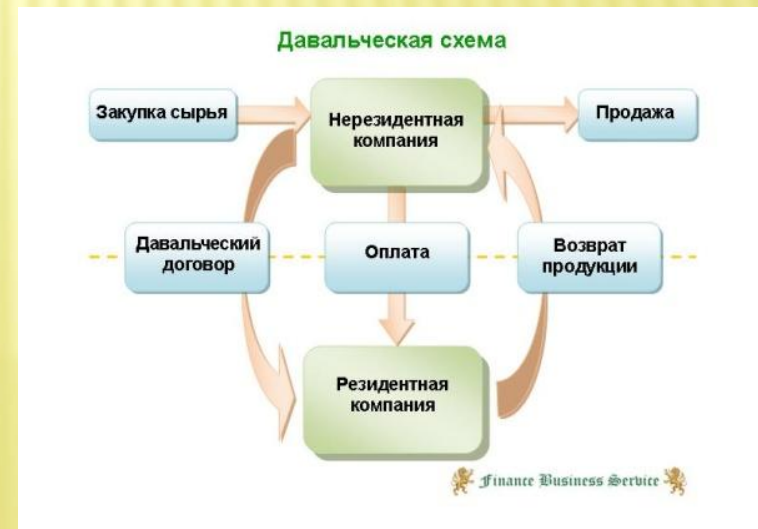 Давальческая схема
Закупка сырья
Нерезидентная
компания
Продажа
Давальческий
договор
Оплата
Возврат
продукции
Резидентная
компания
Finance Business Service